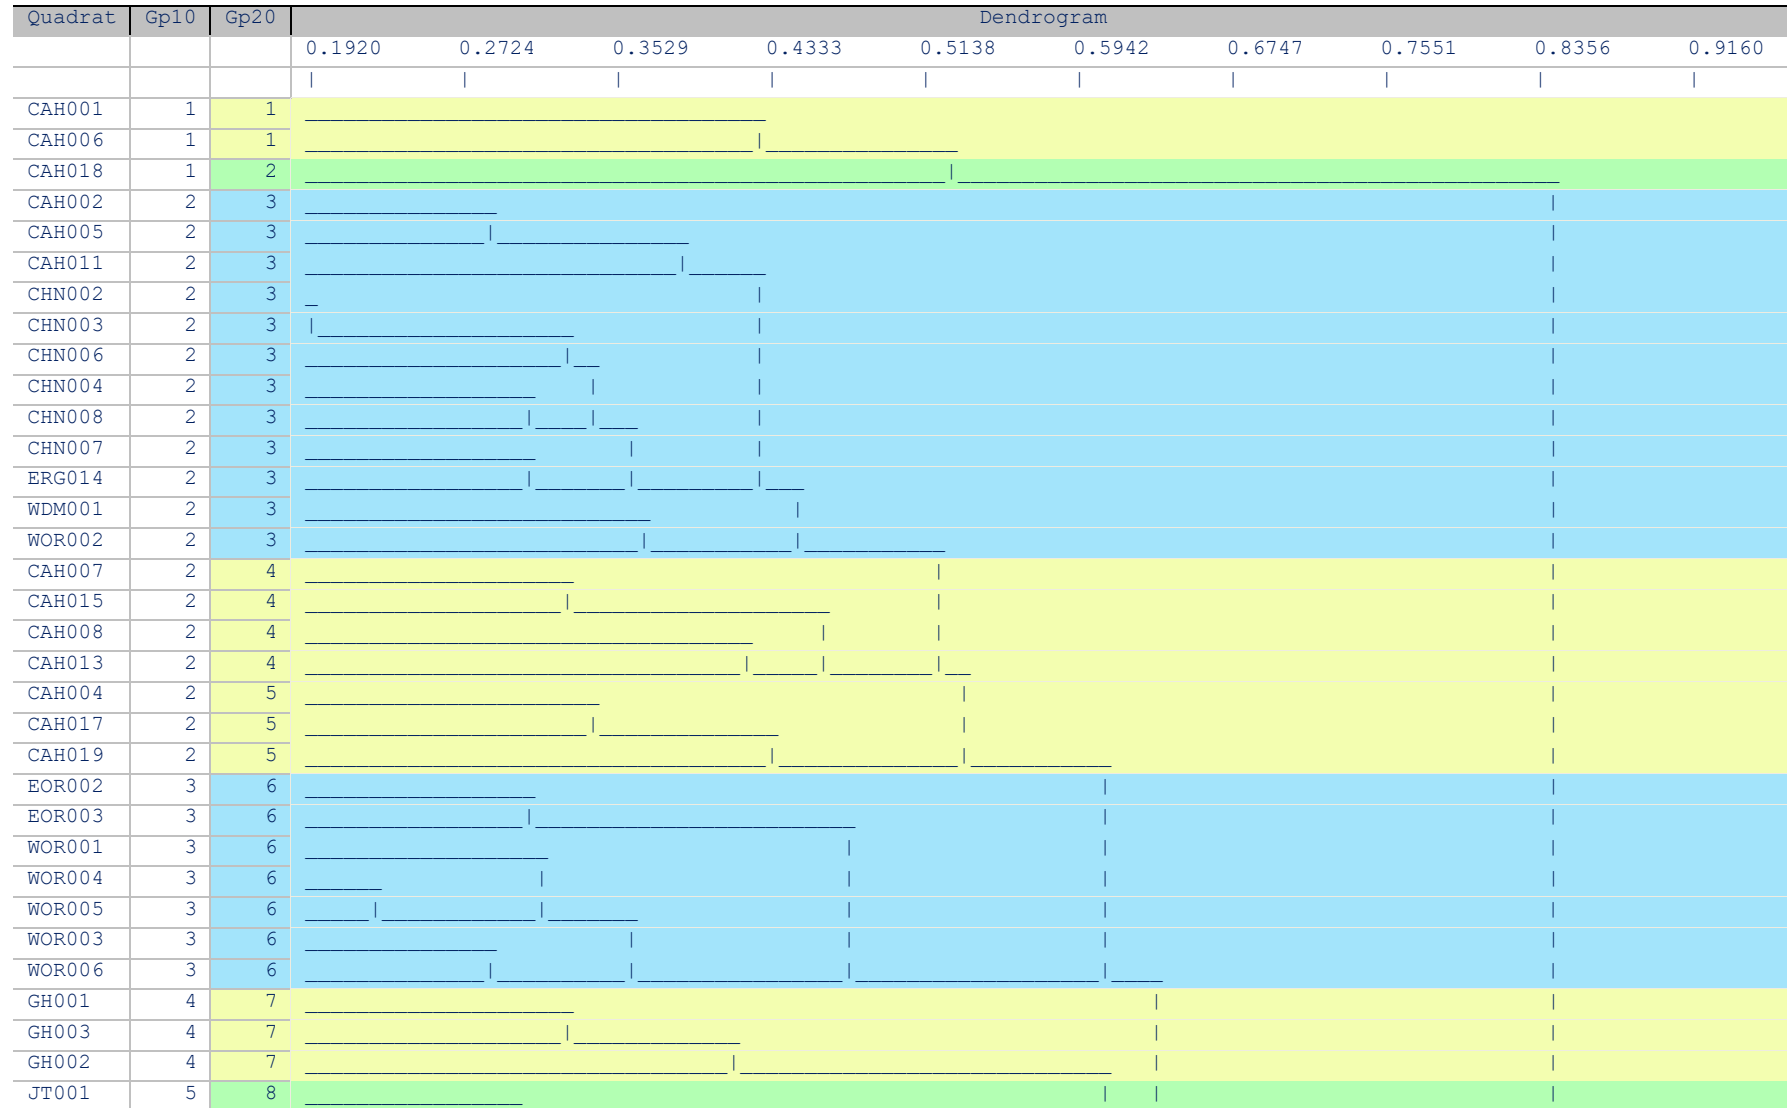 Quadrat Gp10 Gp20 Dendrogram
0.1920 0.2724 0.3529 0.4333 0.5138 0.5942 0.6747 0.7551 0.8356 0.9160
CAH001 1 1
CAH006 1 1
CAH018 1 2
CAH002 2 3
CAH005 2 3
CAH011 2 3
CHN002 2 3
CHN003 2 3
CHN006 2 3
CHN004 2 3
CHN008 2 3
CHN007 2 3
ERG014 2 3
WDM001 2 3
WOR002 2 3
CAH007 2 4
CAH015 2 4
CAH008 2 4
CAH013 2 4
CAH004 2 5
CAH017 2 5
CAH019 2 5
EOR002 3 6
EOR003 3 6
WOR001 3 6
WOR004 3 6
WOR005 3 6
WOR003 3 6
WOR006 3 6
GH001 4 7
GH003 4 7
GH002 4 7
JT001 5 8